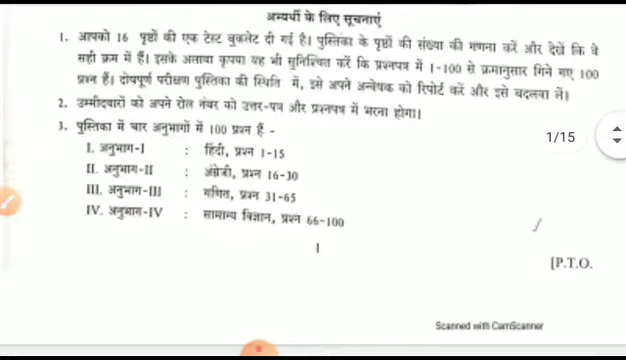 अभ्यर्थी के लिए सूचनाएं
1. आपको 16 पृष्ठों की एक टेस्ट बुकलेट दी गई है। पुस्तिका के पृष्ठों की संख्या की गणना करें और देखें कि वे
सही क्रम में हैं। इसके अलावा कृपया यह भी सुनिश्चित करें कि प्रश्नपत्र में 1-100 से क्रमानुसार गिने गए 100
प्रश्न हैं। दोषपूर्ण परीक्षण पुस्तिका की स्थिति में, इसे अपने अन्वेषक को रिपोर्ट करें और इसे बदलवा लें।
2. उम्मीदवारों को अपने रोल नंबर को उत्तर-पत्र और प्रश्नपत्र में भरना होगा।
3. पुस्तिका में चार अनुभागों में 100 प्रश्न हैं -
1/15
I. अनुभाग-I : हिंदी, प्रश्न 1-15
II. अनुभाग-II : अंग्रेजी, प्रश्न 16-30
III. अनुभाग-III : गणित, प्रश्न 31-65
IV. अनुभाग-IV : सामान्य विज्ञान, प्रश्न 66-100
1
[P.T.O.
Scanned with CamScanner